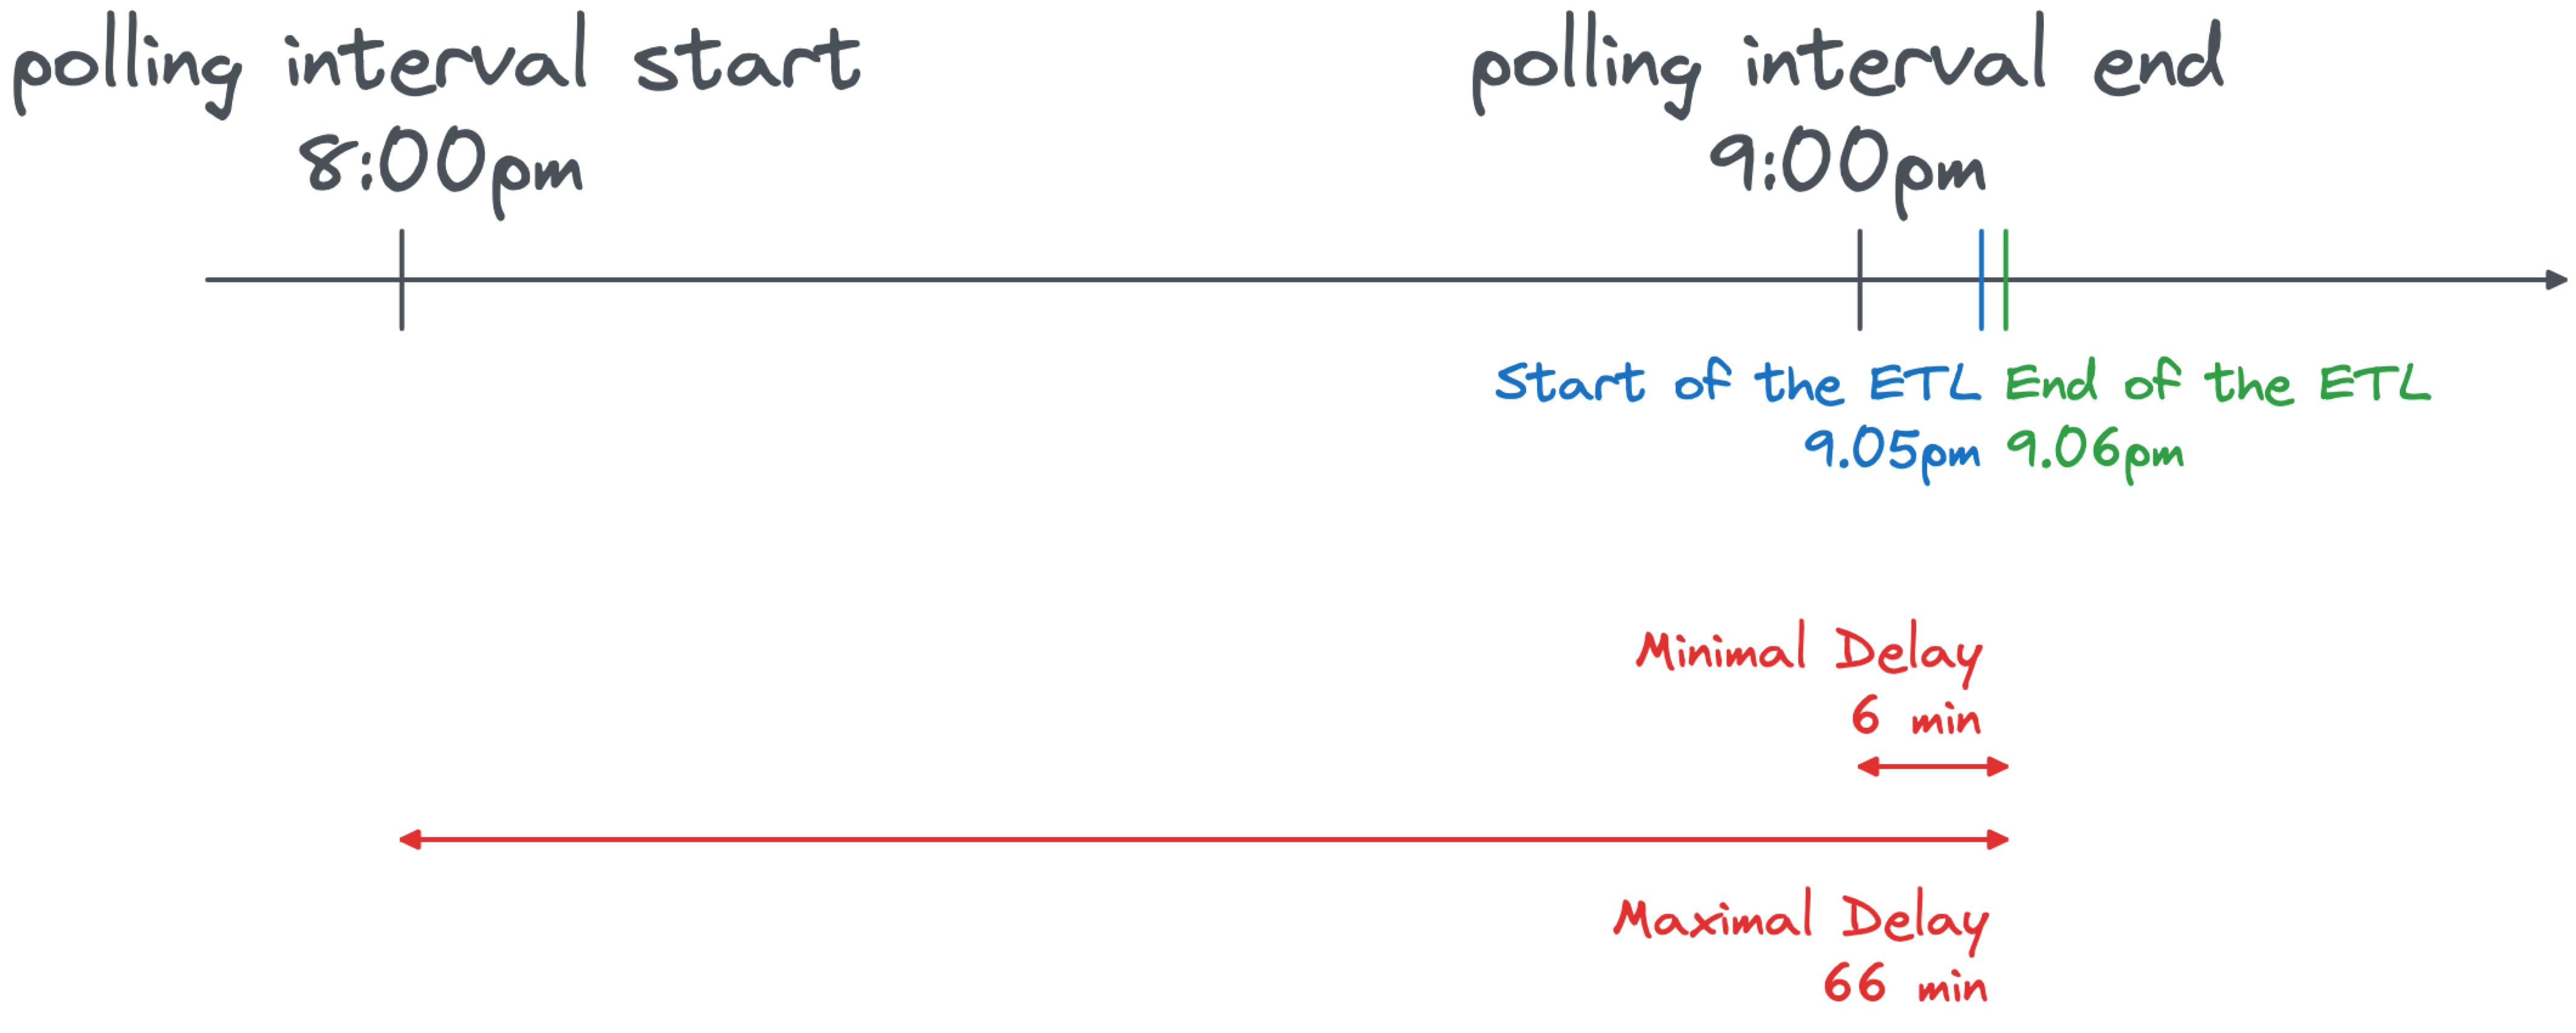 polling interval start
8:00pm
polling interval end
9:00pm
Start of the ETL
9.05pm
End of the ETL
9.06pm
Minimal Delay
6 min
Maximal Delay
66 min